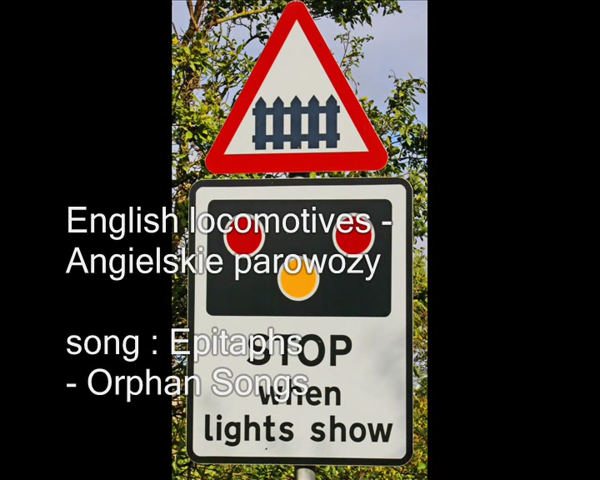 English locomotives -
Angielskie parowozy
song : Epitaphs
- Orphan Songs
STOP
when
lights show